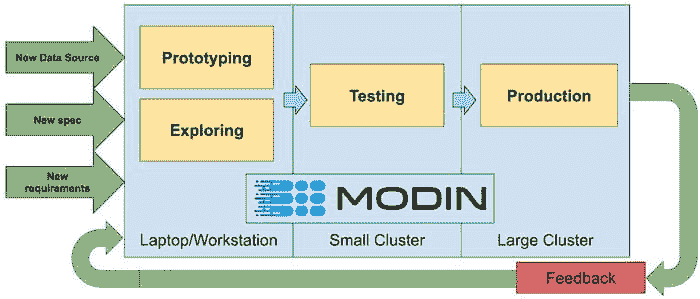 New Data Source
New spec
New
requirements
Prototyping
Exploring
Testing
Production
MODIN
Laptop/Workstation
Small Cluster
Large Cluster
Feedback